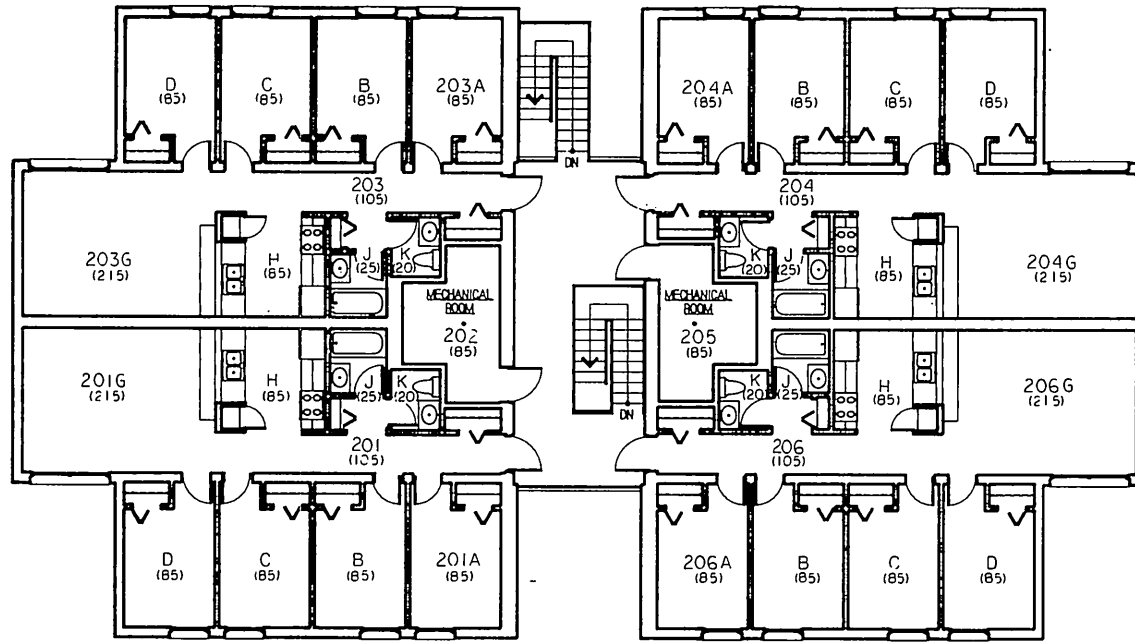 D C B 203A 204A B C D
(85) (85) (85) (85) (85) (85) (85) (85)
DN
203 204
(105) (105)
203G H J K K J H 204G
(215) (85) (25) (20) (20) (25) (85) (215)
MECHANICAL MECHANICAL
ROOM ROOM
202 205
(85) (85)
201G H J K K J H 206G
(215) (85) (25) (20) (20) (25) (85) (215)
DN
201 206
(105) (105)
D C B 201A 206A B C D
(85) (85) (85) (85) (85) (85) (85) (85)